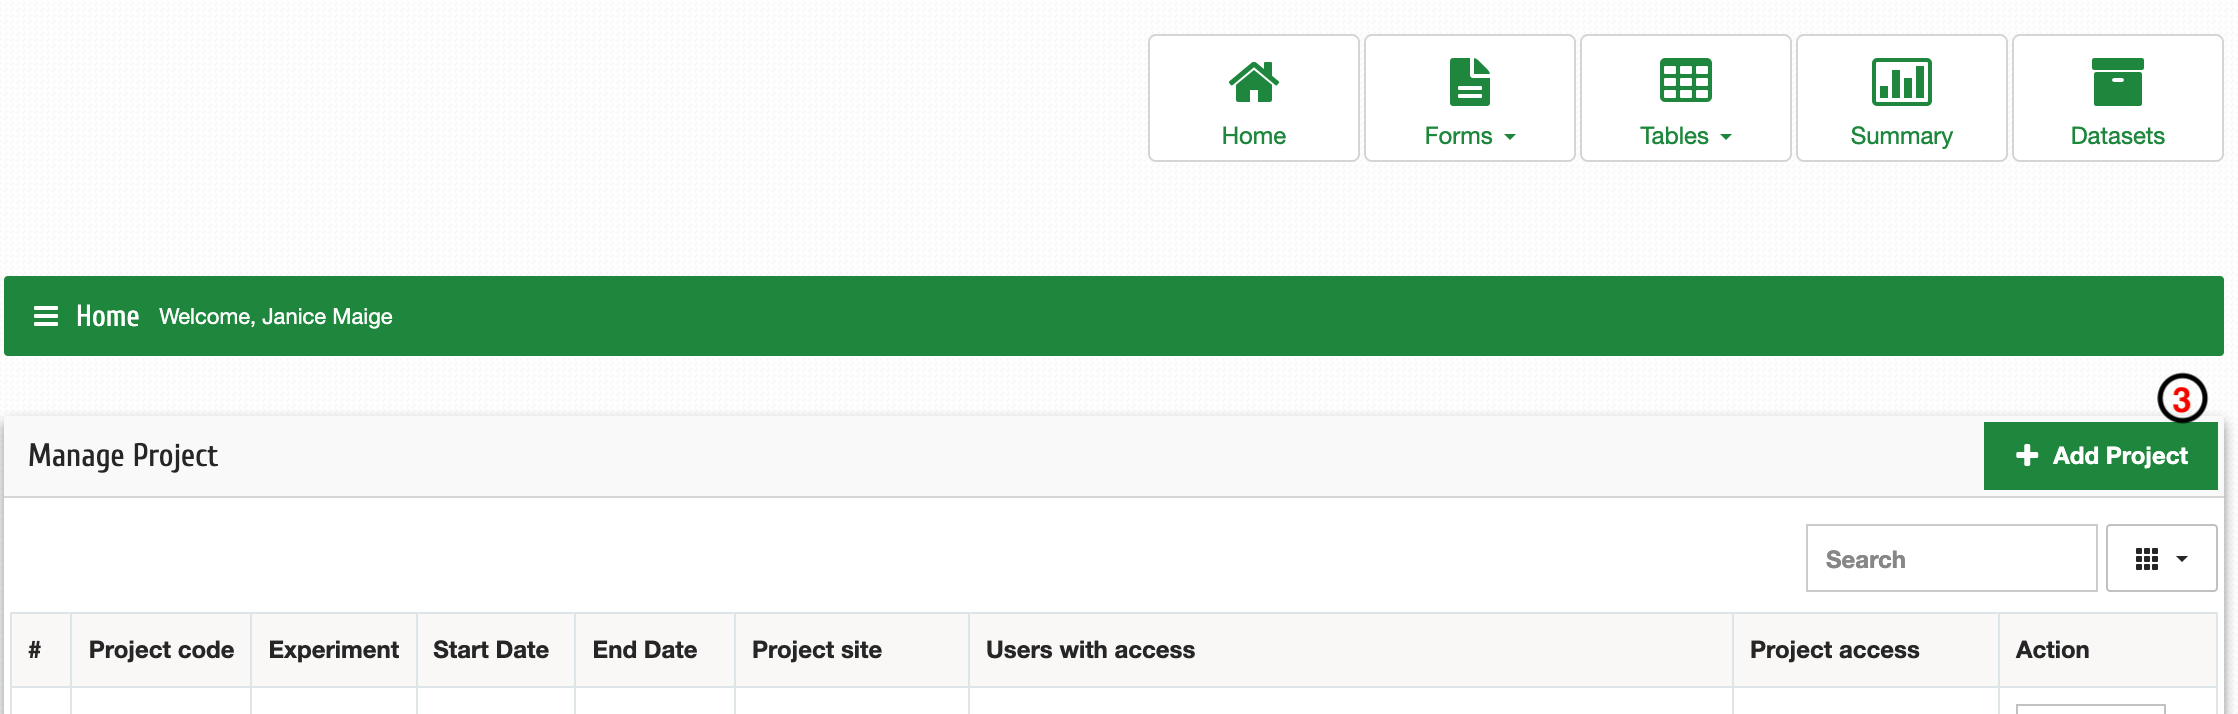 Home Forms Tables Summary Datasets
Home Welcome, Janice Maige
3
Manage Project
Add Project
Search
# Project code Experiment Start Date End Date Project site Users with access Project access Action